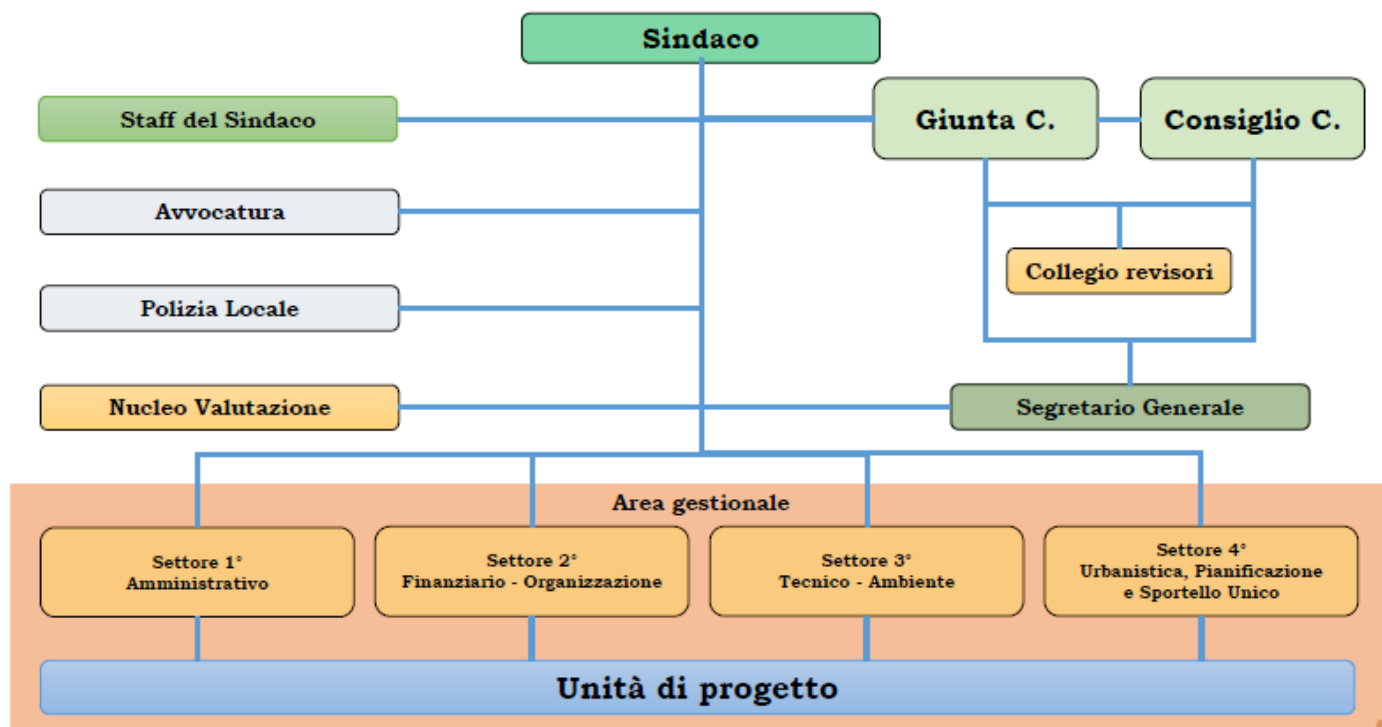 Sindaco
Staff del Sindaco
Giunta C.
Consiglio C.
Avvocatura
Collegio revisori
Polizia Locale
Nucleo Valutazione
Segretario Generale
Area gestionale
Settore 1°
Amministrativo
Settore 2°
Finanziario - Organizzazione
Settore 3°
Tecnico - Ambiente
Settore 4°
Urbanistica, Pianificazione
e Sportello Unico
Unità di progetto